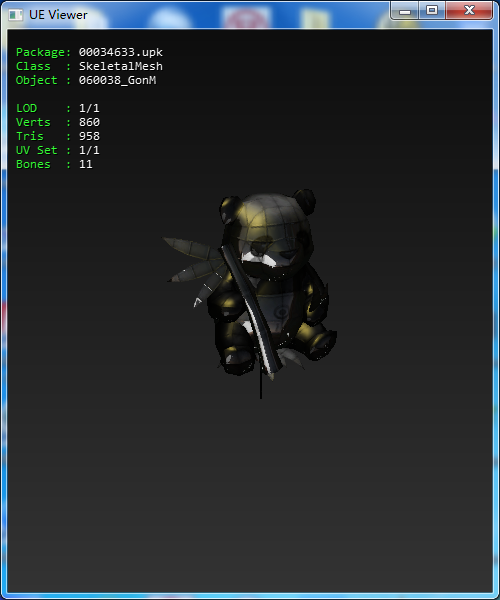 UE Viewer
Package: 00034633.upk
Class : SkeletalMesh
Object : 060038_GonM
LOD : 1/1
Verts : 860
Tris : 958
UV Set : 1/1
Bones : 11